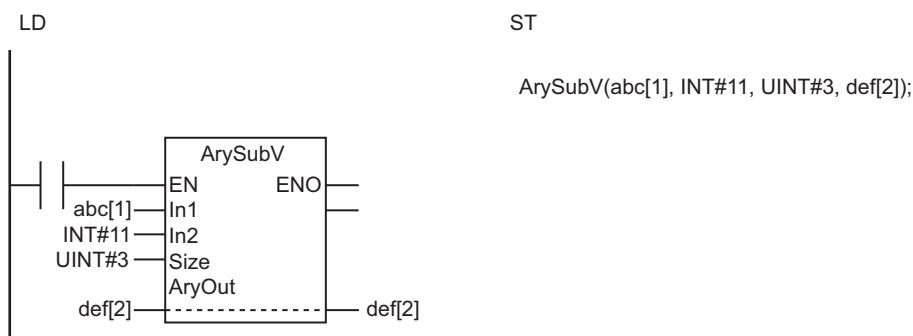 LD ST
ArySubV(abc[1], INT#11, UINT#3, def[2]);
ArySubV
EN ENO
abc[1] In1
INT#11 In2
UINT#3 Size
AryOut
def[2] def[2]